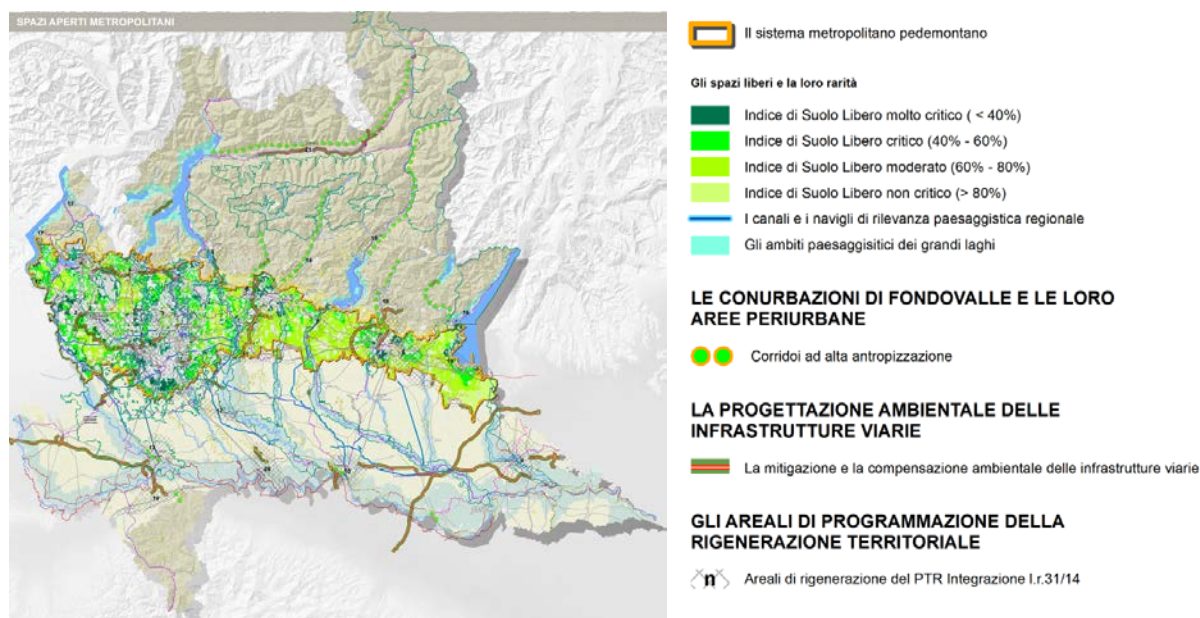 SPAZI APERTI METROPOLITANI
Il sistema metropolitano pedemontano
Gli spazi liberi e la loro rarità
Indice di Suolo Libero molto critico ( < 40%)
Indice di Suolo Libero critico (40% - 60%)
Indice di Suolo Libero moderato (60% - 80%)
Indice di Suolo Libero non critico (> 80%)
I canali e i navigli di rilevanza paesaggistica regionale
Gli ambiti paesaggisitici dei grandi laghi
LE CONURBAZIONI DI FONDOVALLE E LE LORO
AREE PERIURBANE
Corridoi ad alta antropizzazione
LA PROGETTAZIONE AMBIENTALE DELLE
INFRASTRUTTURE VIARIE
La mitigazione e la compensazione ambientale delle infrastrutture viarie
GLI AREALI DI PROGRAMMAZIONE DELLA
RIGENERAZIONE TERRITORIALE
n
Areali di rigenerazione del PTR Integrazione l.r.31/14